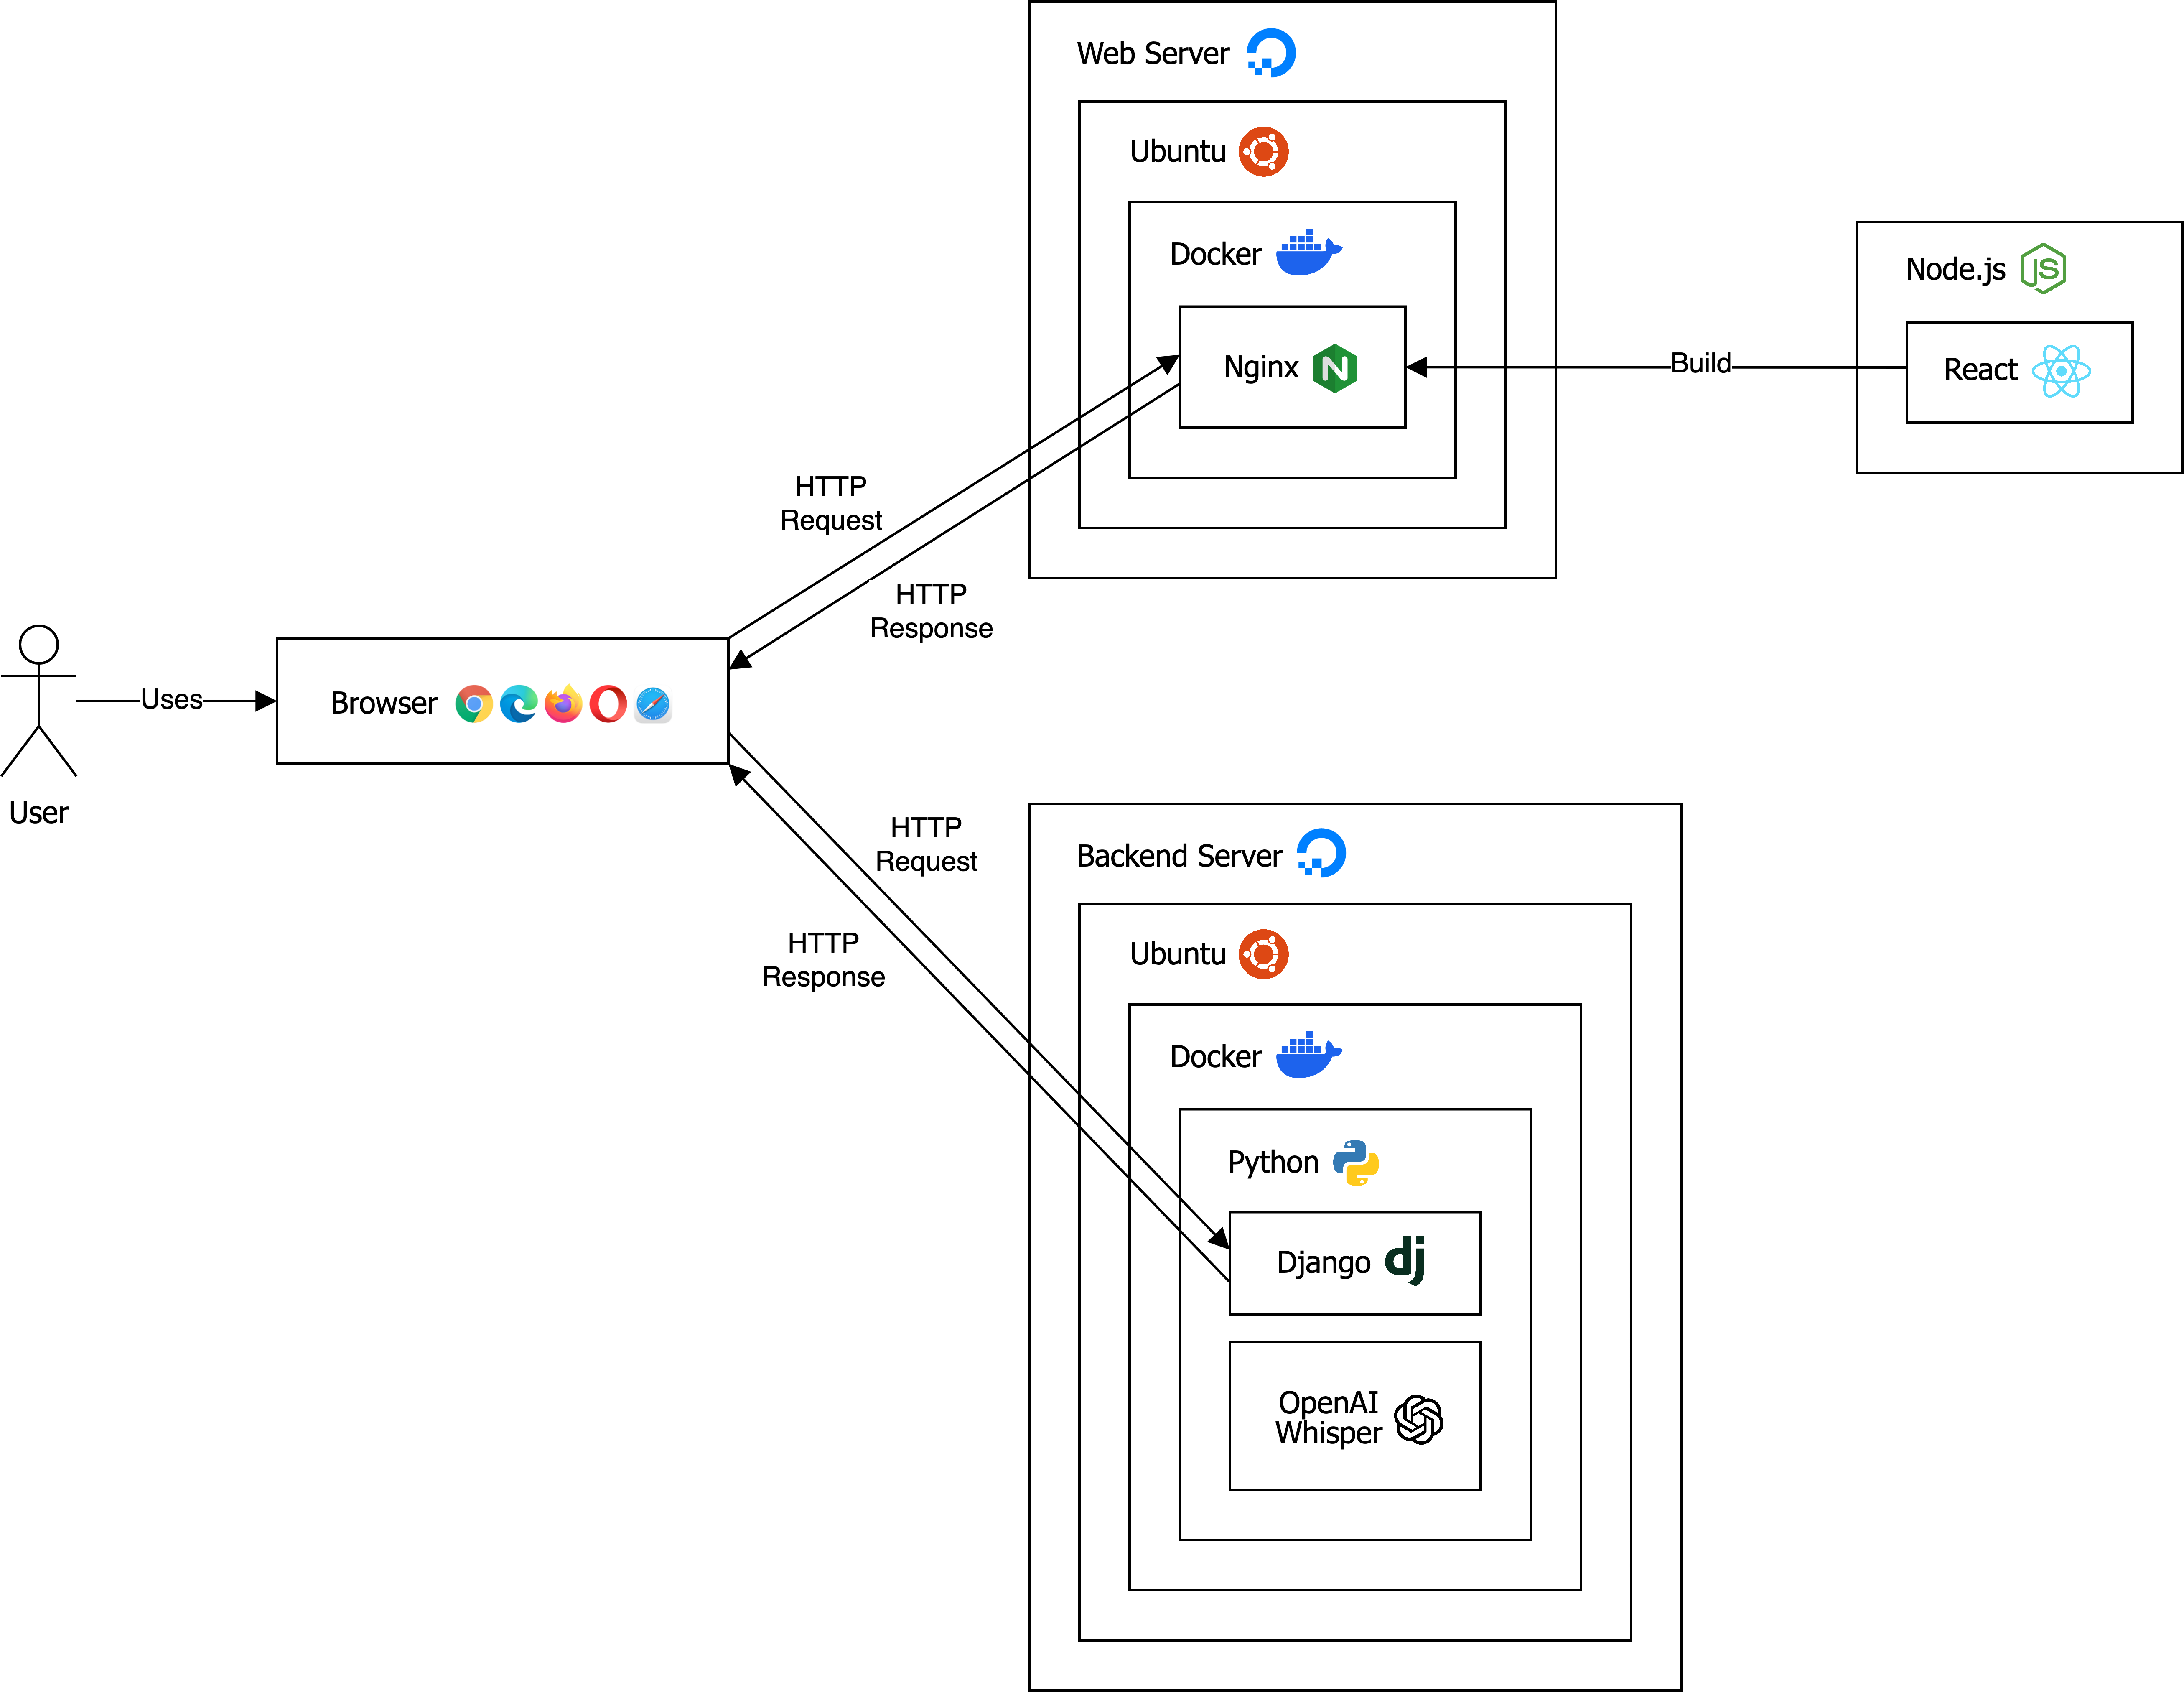 Web Server
Ubuntu
Docker
Nginx
Build
Node.js
React
HTTP
Request
HTTP
Response
User
Uses
Browser
HTTP
Request
HTTP
Response
Backend Server
Ubuntu
Docker
Python
Django
dj
OpenAI
Whisper